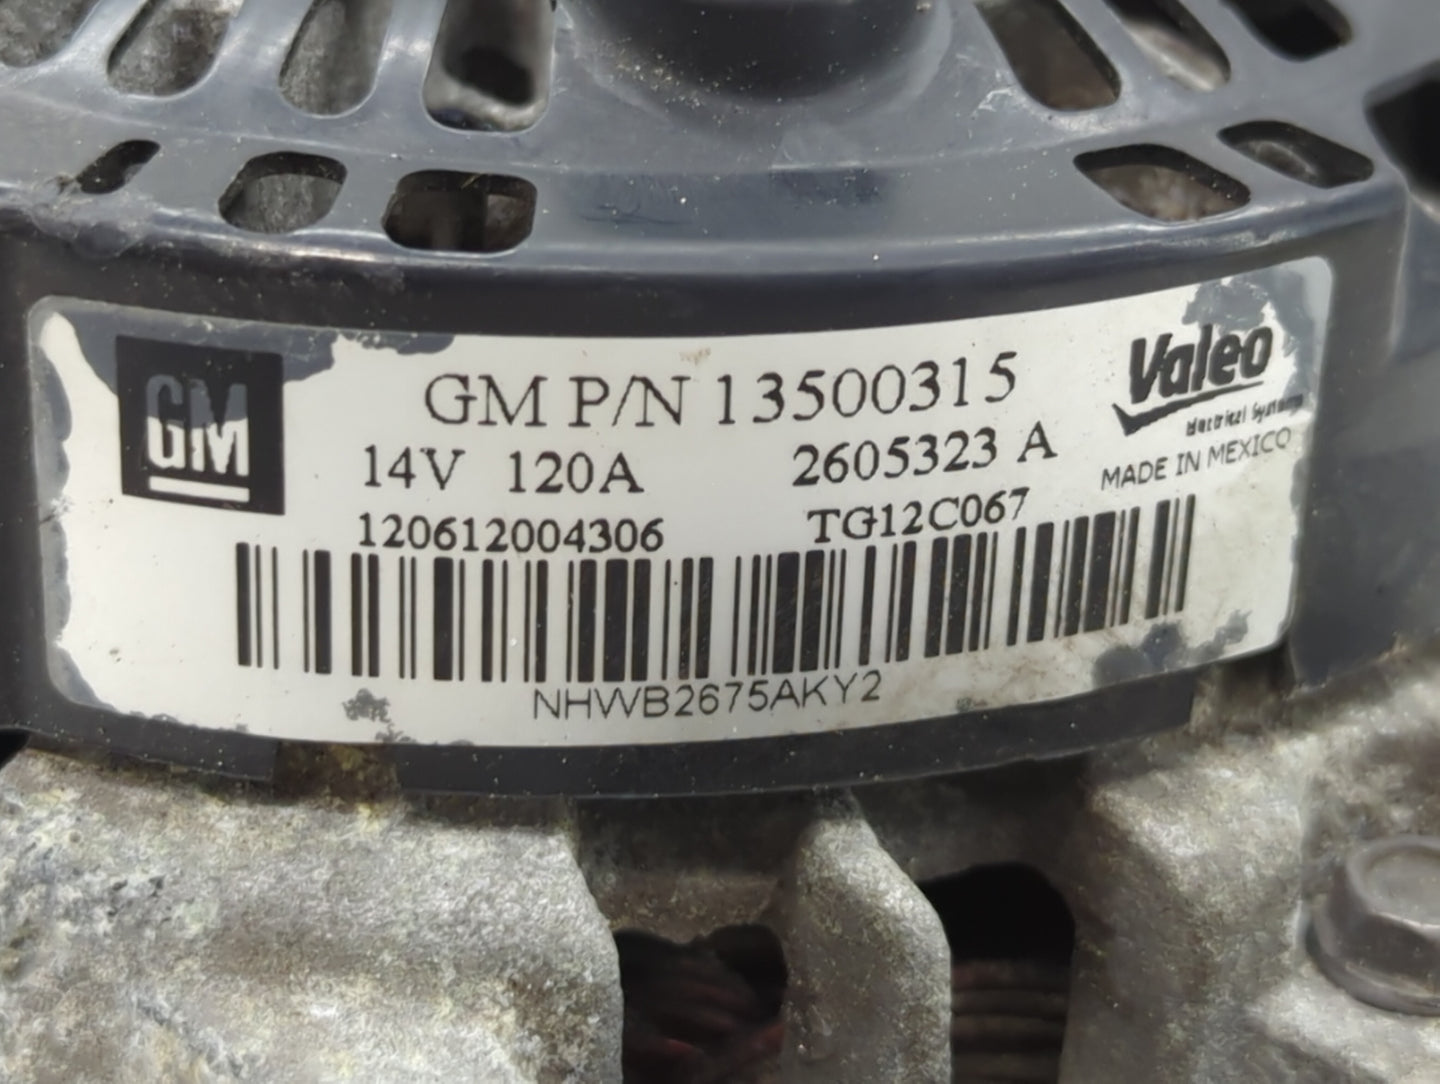 GM
GM P/N 13500315
Valeo
Electrical Systems
14V 120A 2605323 A
MADE IN MEXICO
120612004306 TG12C067
NHWB2675AKY2